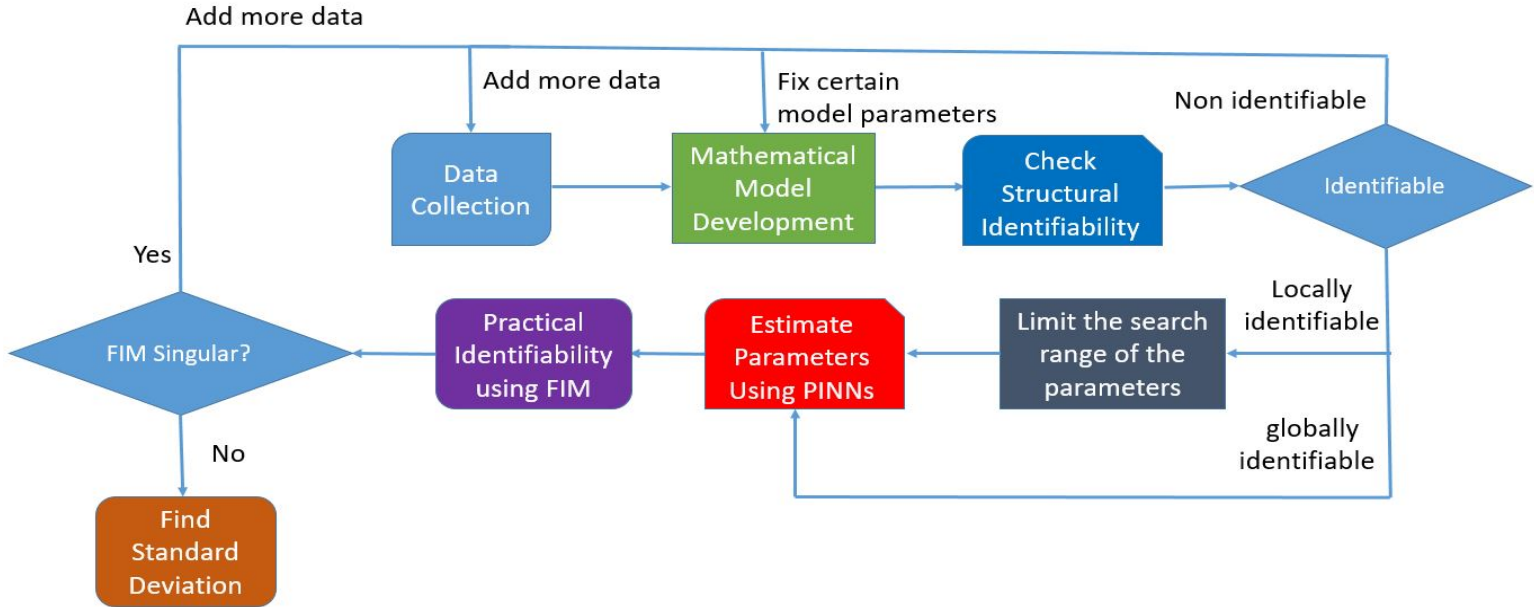 Add more data
Add more data
Fix certain
model parameters
Non identifiable
Data
Collection
Mathematical
Model
Development
Check
Structural
Identifiability
Identifiable
Yes
FIM Singular?
Practical
Identifiability
using FIM
Estimate
Parameters
Using PINNs
Limit the search
range of the
parameters
Locally
identifiable
globally
identifiable
No
Find
Standard
Deviation